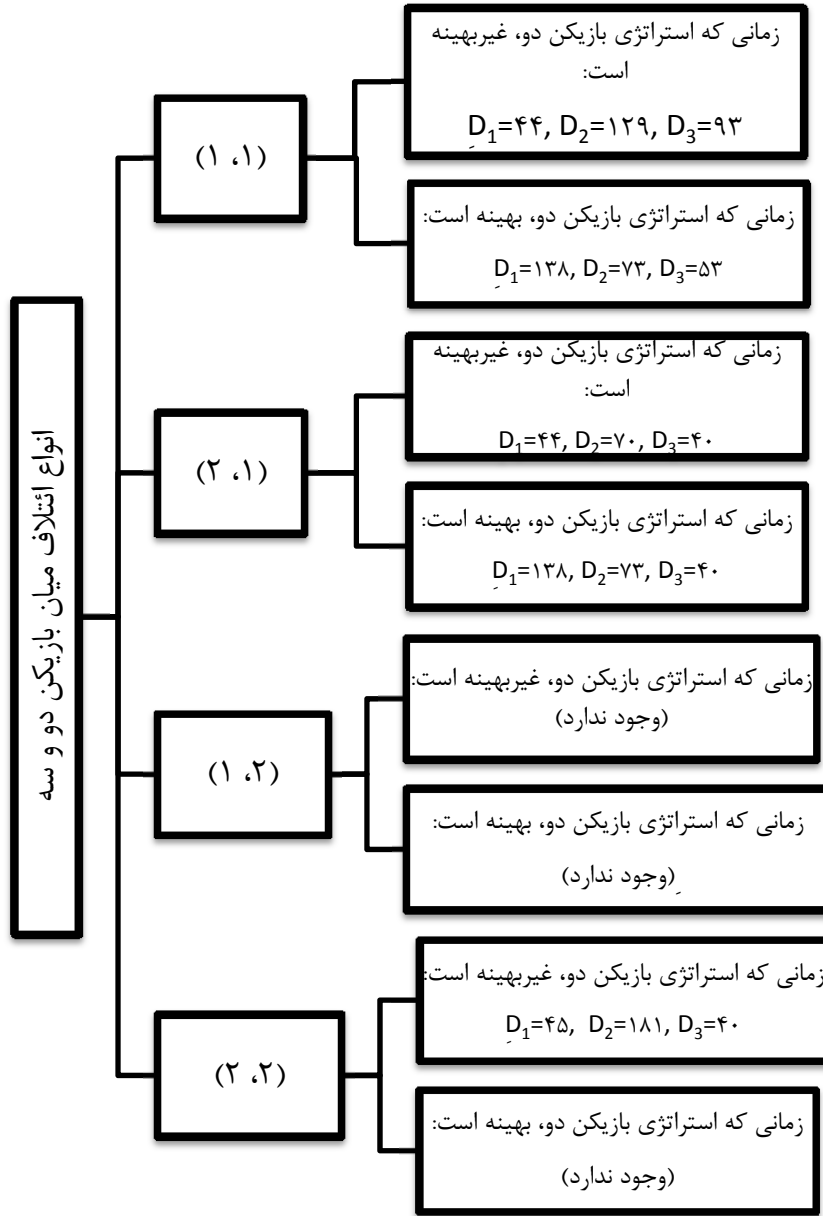 انواع ائتلاف میان بازیکن دو و سه
(۱ ،۱)
زمانی که استراتژی بازیکن دو، غیربهینه
است:
D₁=۴۴, D₂=۱۲۹, D₃=۹۳
زمانی که استراتژی بازیکن دو، بهینه است:
D₁=۱۳۸, D₂=۷۳, D₃=۵۳
(۲ ،۱)
زمانی که استراتژی بازیکن دو، غیربهینه
است:
D₁=۴۴, D₂=۷۰, D₃=۴۰
زمانی که استراتژی بازیکن دو، بهینه است:
D₁=۱۳۸, D₂=۷۳, D₃=۴۰
(۱ ،۲)
زمانی که استراتژی بازیکن دو، غیربهینه است:
(وجود ندارد)
زمانی که استراتژی بازیکن دو، بهینه است:
(وجود ندارد)
(۲ ،۲)
زمانی که استراتژی بازیکن دو، غیربهینه است:
D₁=۴۵, D₂=۱۸۱, D₃=۴۰
زمانی که استراتژی بازیکن دو، بهینه است:
(وجود ندارد)